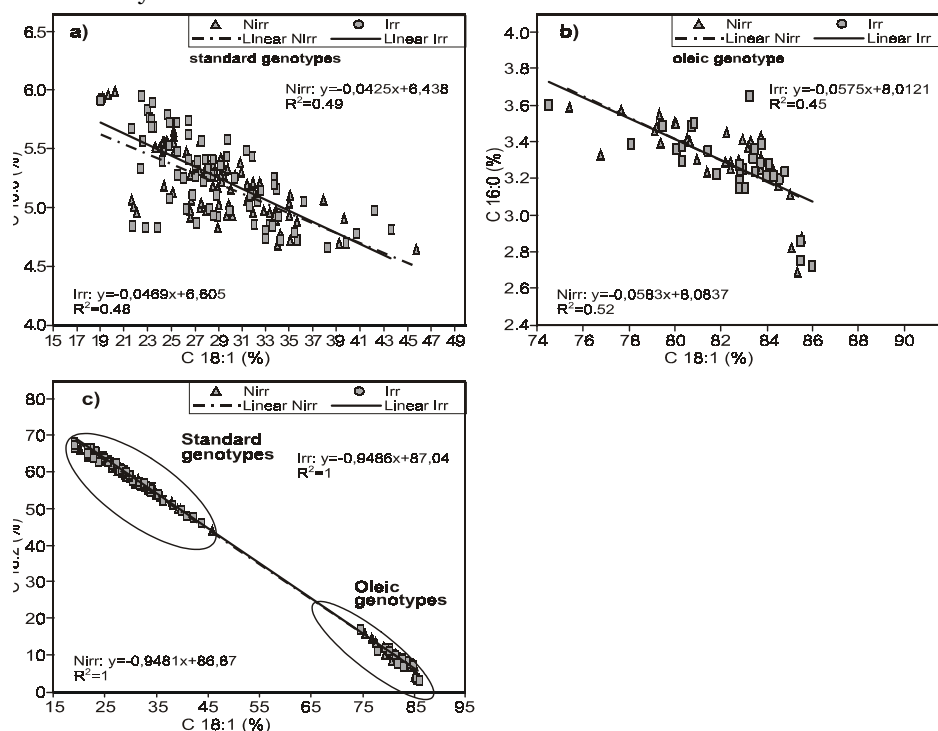 a)
Nirr Irr
Linear Nirr Linear Irr
standard genotypes
Nirr: y=-0,0425x+6,438
R²=0.49
Irr: y=-0,0469x+6,605
R²=0.48
6.5
6.0
5.5
5.0
4.5
4.0
15 17 19 21 23 25 27 29 31 33 35 37 39 41 43 45 47 49
C 18:1 (%)
b)
Nirr Irr
Linear Nirr Linear Irr
oleic genotype
Irr: y=-0,0575x+8,0121
R²=0.45
Nirr: y=-0,0583x+8,0837
R²=0.52
C 16:0 (%)
4.0
3.8
3.6
3.4
3.2
3.0
2.8
2.6
2.4
74 76 78 80 82 84 86 88 90
C 18:1 (%)
c)
Nirr Irr
Linear Nirr Linear Irr
Standard
genotypes
Irr: y=-0,9486x+87,04
R²=1
Oleic
genotypes
Nirr: y=-0,9481x+86,87
R²=1
80
70
60
50
40
30
20
10
0
15 25 35 45 55 65 75 85 95
C 18:1 (%)